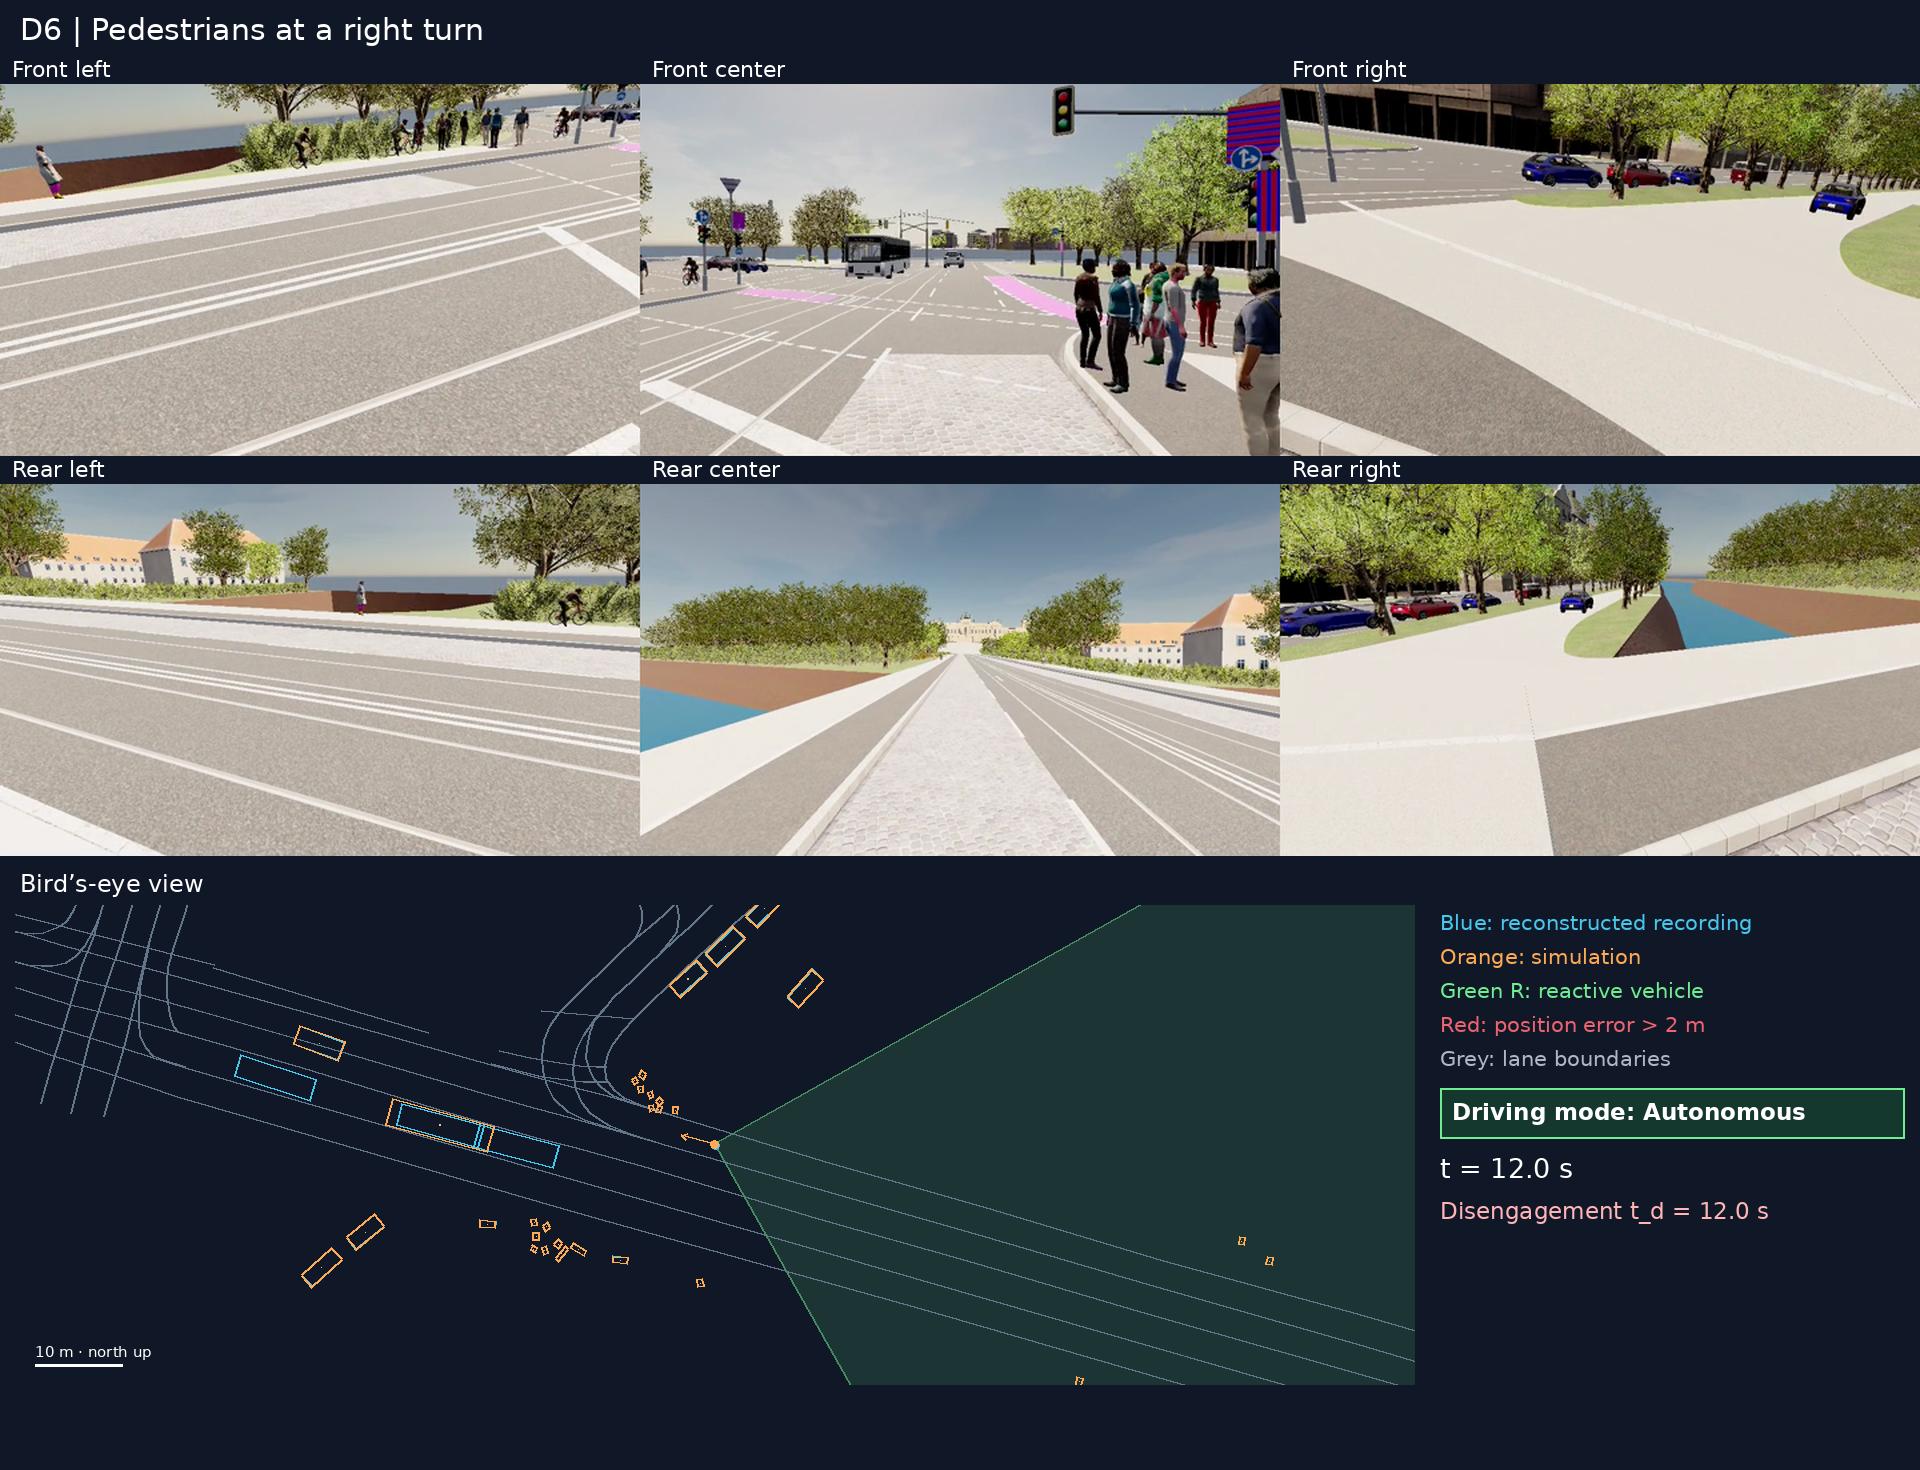 D6 | Pedestrians at a right turn
Front left
Front center
Front right
Rear left
Rear center
Rear right
Bird’s-eye view
Blue: reconstructed recording
Orange: simulation
Green R: reactive vehicle
Red: position error > 2 m
Grey: lane boundaries
Driving mode: Autonomous
t = 12.0 s
Disengagement t_d = 12.0 s
10 m · north up